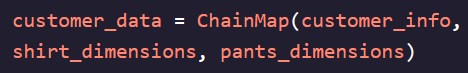 customer_data = ChainMap(customer_info,
shirt_dimensions, pants_dimensions)